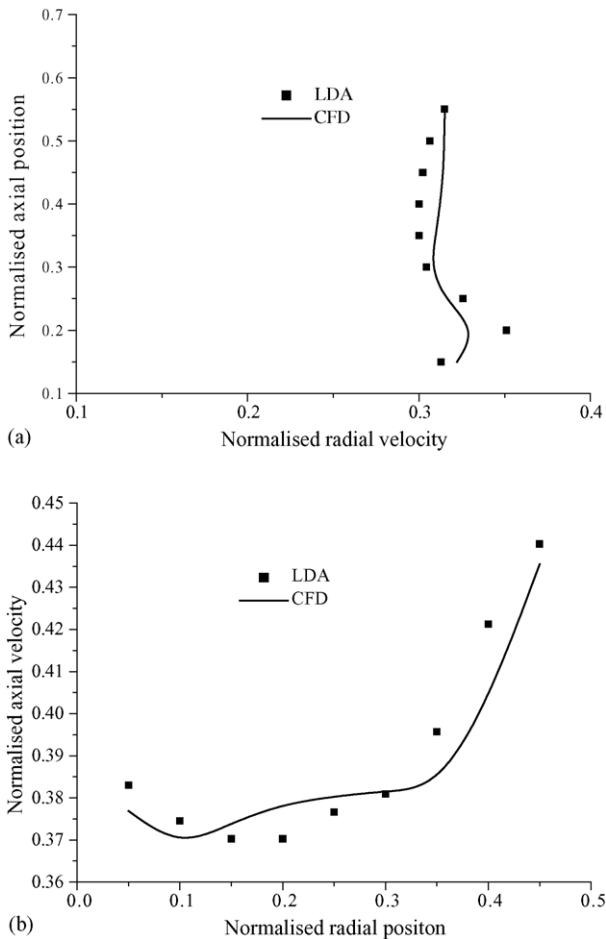 0.7
0.6
0.5
0.4
0.3
0.2
0.1
Normalised axial position
LDA
CFD
0.1 0.2 0.3 0.4
(a)
Normalised radial velocity
0.45
0.44
0.43
0.42
0.41
0.40
0.39
0.38
0.37
0.36
Normalised axial velocity
LDA
CFD
0.0 0.1 0.2 0.3 0.4 0.5
(b)
Normalised radial positon